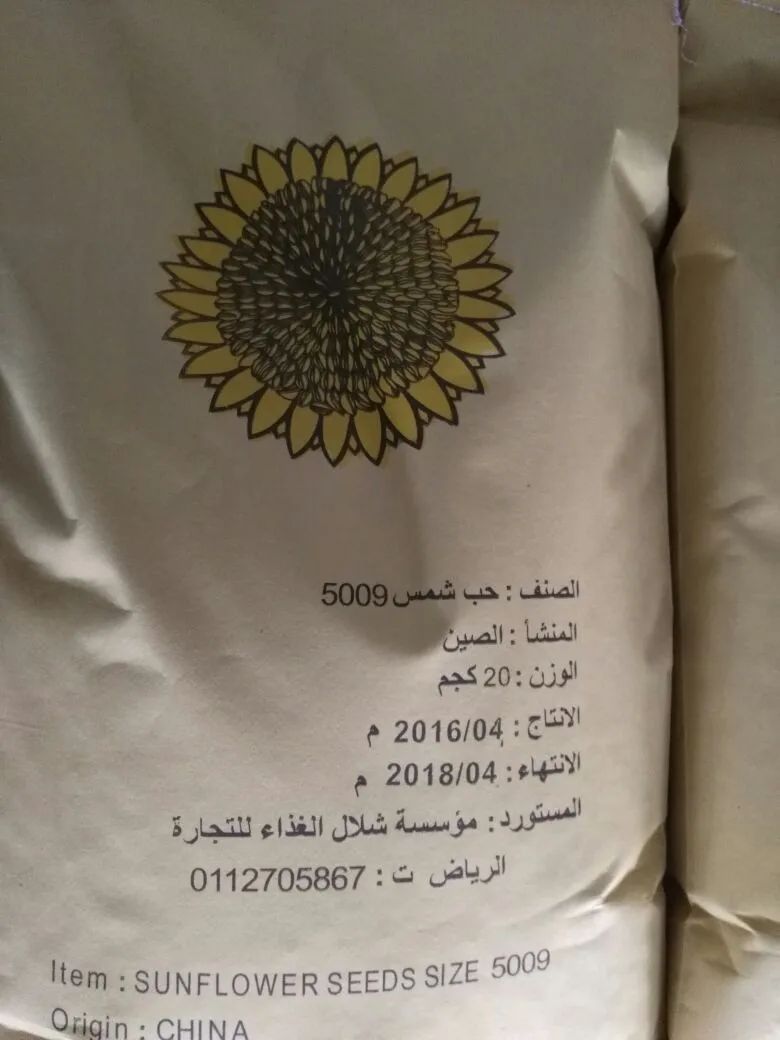 الصنف : حب شمس 5009
المنشأ : الصين
الوزن : 20 كجم
الانتاج : 2016/04 م
الانتهاء : 2018/04 م
المستورد : مؤسسة شلال الغذاء للتجارة
الرياض ت : 0112705867
Item : SUNFLOWER SEEDS SIZE 5009
Origin : CHINA